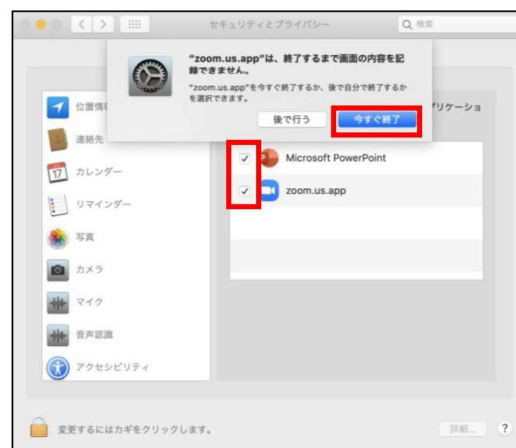 セキュリティとプライバシー
検索
"zoom.us.app"は、終了するまで画面の内容を記
録できません。
"zoom.us.app"を今すぐ終了するか、後で自分で終了するか
を選択できます。
後で行う
今すぐ終了
位置情
プリケーショ
連絡先
Microsoft PowerPoint
17
カレンダー
zoom.us.app
リマインダー
写真
カメラ
マイク
音声認識
アクセシビリティ
変更するにはカギをクリックします。
詳細...
?